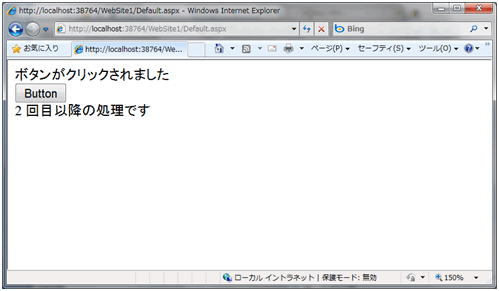 http://localhost:38764/WebSite1/Default.aspx - Windows Internet Explorer
http://localhost:38764/WebSite1/Default.aspx
Bing
お気に入り
http://localhost:38764/WebSite1/We...
ページ(P)
セーフティ(S)
ツール(O)
ボタンがクリックされました
Button
2 回目以降の処理です
ローカル イントラネット | 保護モード: 無効
150%